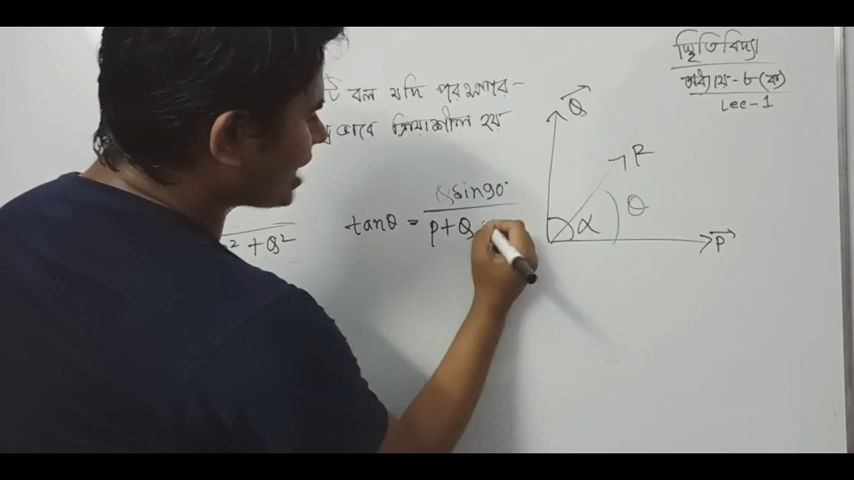 স্থিতিবিদ্যা
অধ্যায়-৮(ক)
Lec-1
বল যদি পরস্পর-
ভাবে ক্রিয়াশীল হয়
tanθ = Qsin90°
P+Q
² + Q²
Q
R
α
θ
P